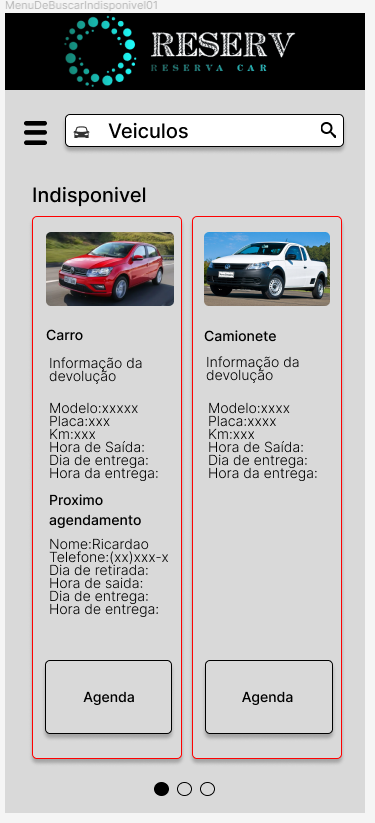 MenuDeBuscarIndisponivel01
RESERV
RESERVA CAR
Veiculos
Indisponivel
Carro
Informação da
devolução
Modelo:xxxxx
Placa:xxx
Km:xxx
Hora de Saída:
Dia de entrega:
Hora da entrega:
Proximo
agendamento
Nome:Ricardao
Telefone:(xx)xxx-x
Dia de retirada:
Hora de saida:
Dia de entrega:
Hora de entrega:
Agenda
Camionete
Informação da
devolução
Modelo:xxxx
Placa:xxxx
Km:xxx
Hora de Saída:
Dia de entrega:
Hora da entrega:
Agenda